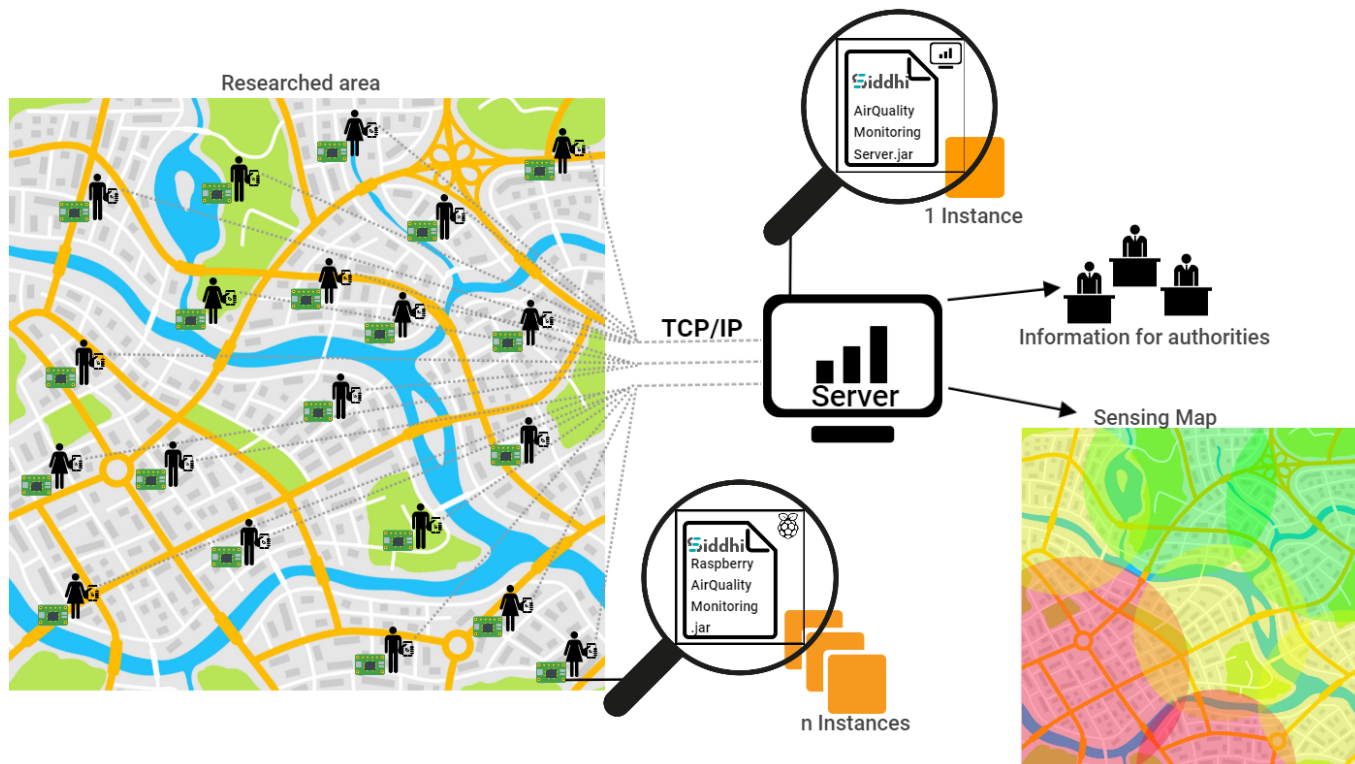 Researched area
Siddhi
AirQuality
Monitoring
Server.jar
1 Instance
TCP/IP
Server
Information for authorities
Sensing Map
Siddhi
Raspberry
AirQuality
Monitoring
.jar
n Instances